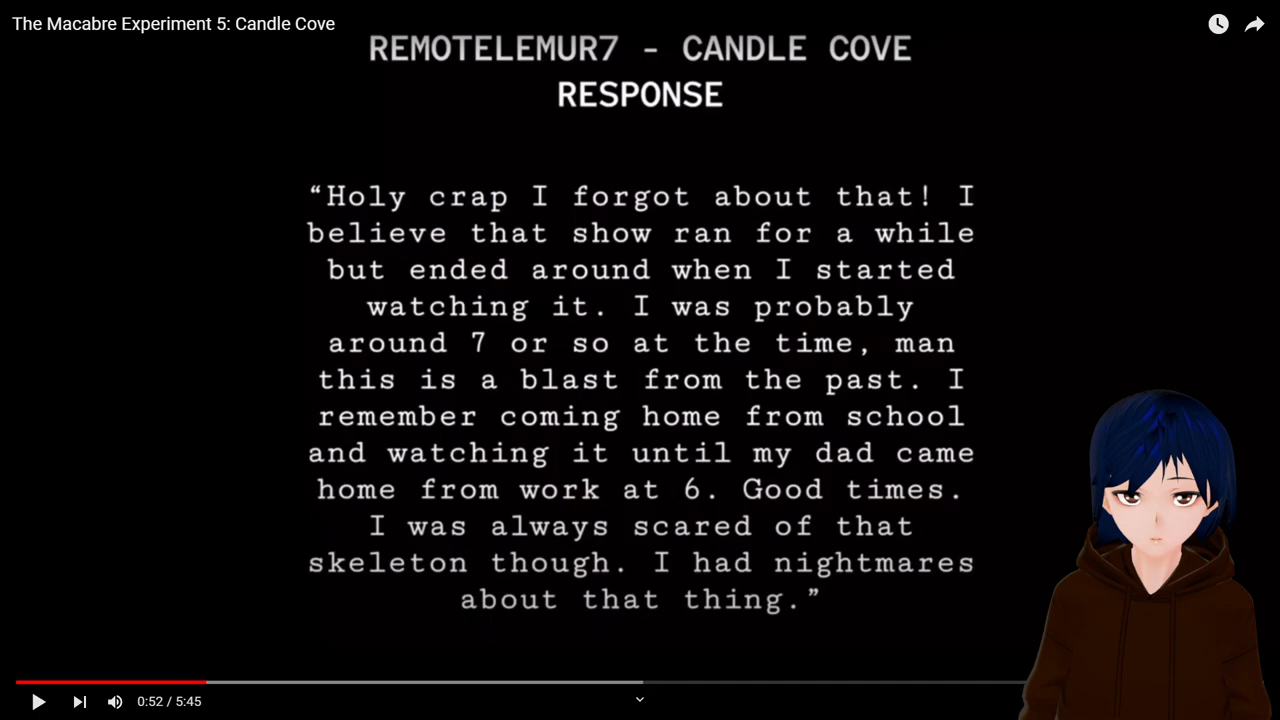 The Macabre Experiment 5: Candle Cove
REMOTELEMUR7 - CANDLE COVE
RESPONSE
“Holy crap I forgot about that! I
believe that show ran for a while
but ended around when I started
watching it. I was probably
around 7 or so at the time, man
this is a blast from the past. I
remember coming home from school
and watching it until my dad came
home from work at 6. Good times.
I was always scared of that
skeleton though. I had nightmares
about that thing.”
0:52 / 5:45